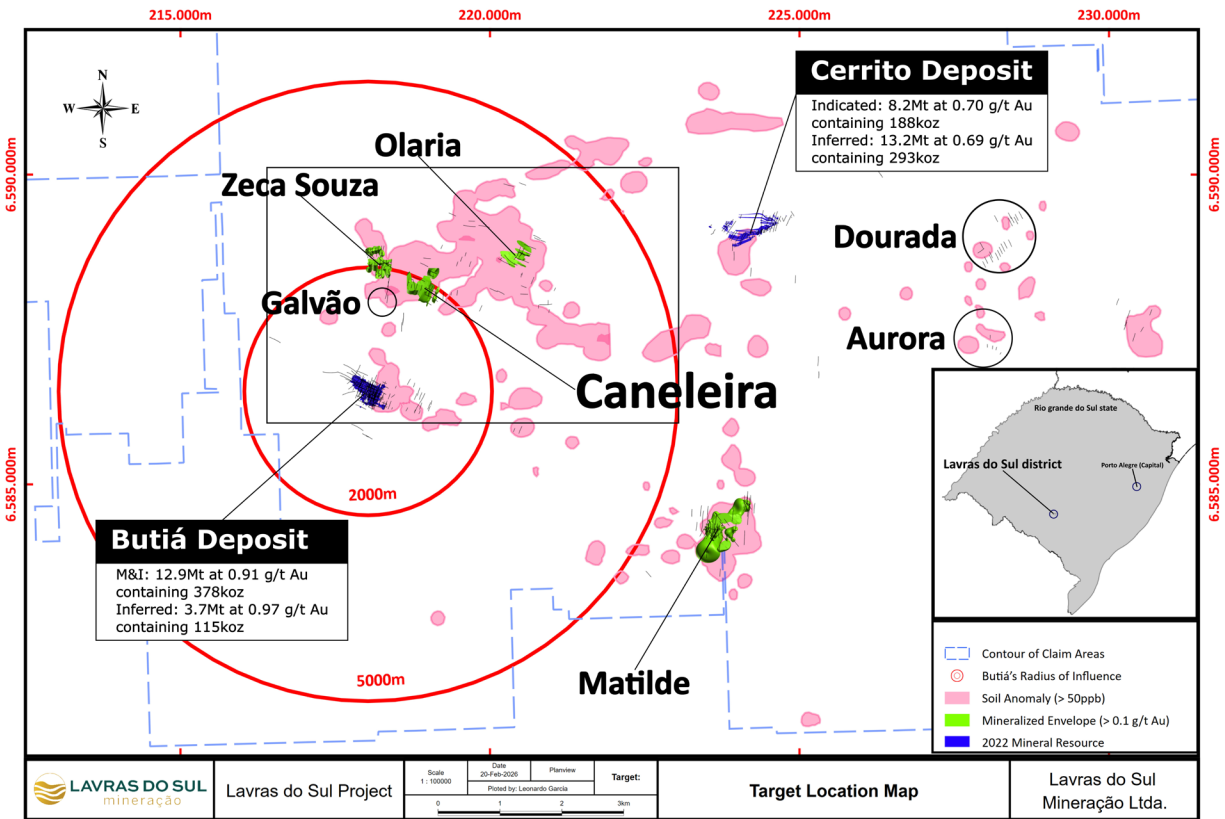 215.000m
220.000m
225.000m
230.000m
6.590.000m
6.585.000m
6.590.000m
6.585.000m
N
W
E
S
Cerrito Deposit
Indicated: 8.2Mt at 0.70 g/t Au
containing 188koz
Inferred: 13.2Mt at 0.69 g/t Au
containing 293koz
Olaria
Zeca Souza
Galvão
Caneleira
Dourada
Aurora
Matilde
2000m
5000m
Butiá Deposit
M&I: 12.9Mt at 0.91 g/t Au
containing 378koz
Inferred: 3.7Mt at 0.97 g/t Au
containing 115koz
Rio grande do Sul state
Lavras do Sul district
Porto Alegre (Capital)
Contour of Claim Areas
Butiá's Radius of Influence
Soil Anomaly (> 50ppb)
Mineralized Envelope (> 0.1 g/t Au)
2022 Mineral Resource
LAVRAS DO SUL
mineração
Lavras do Sul Project
Scale
1 : 100000
Date
20-Feb-2026
Planview
Target:
Ploted by: Leonardo Garcia
0 1 2 3km
Target Location Map
Lavras do Sul
Mineração Ltda.